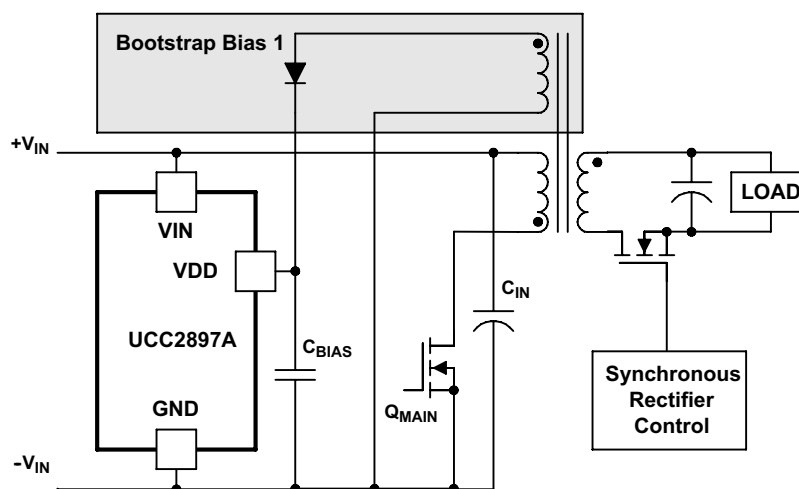 Bootstrap Bias 1
+VIN
VIN
LOAD
VDD
CIN
UCC2897A
CBIAS
Synchronous
Rectifier
Control
GND
QMAIN
-VIN